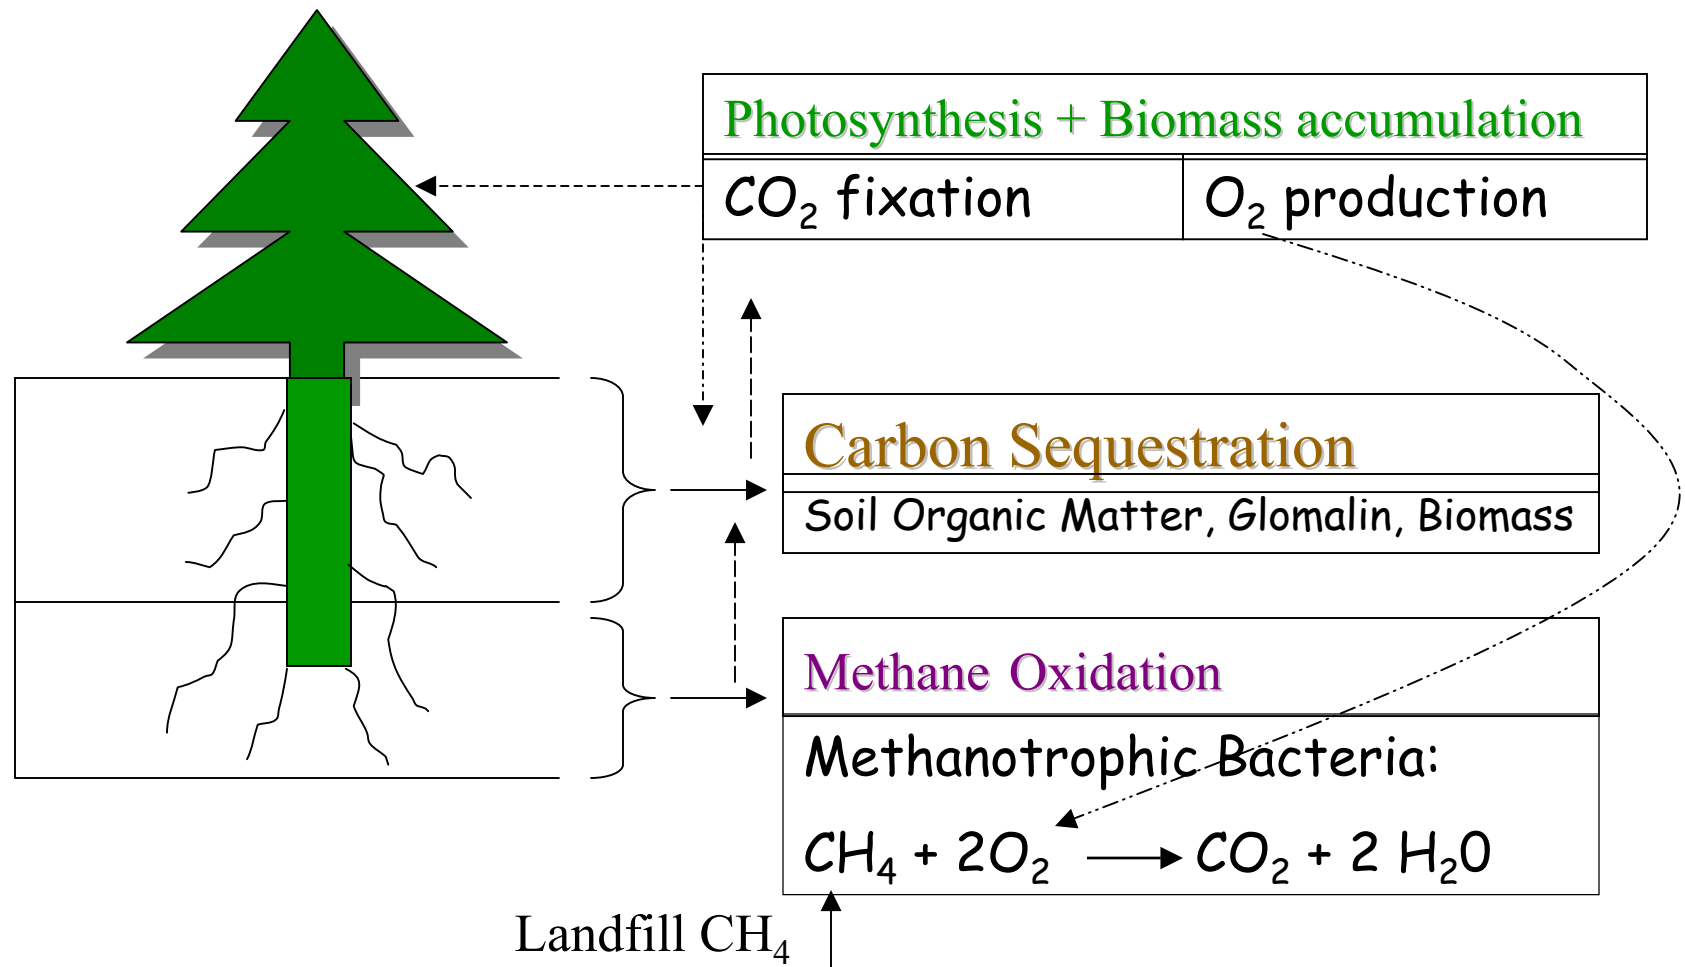 Photosynthesis + Biomass accumulation
CO₂ fixation
O₂ production
Carbon Sequestration
Soil Organic Matter, Glomalin, Biomass
Methane Oxidation
Methanotrophic Bacteria:
CH₄ + 2O₂ → CO₂ + 2 H₂0
Landfill CH₄